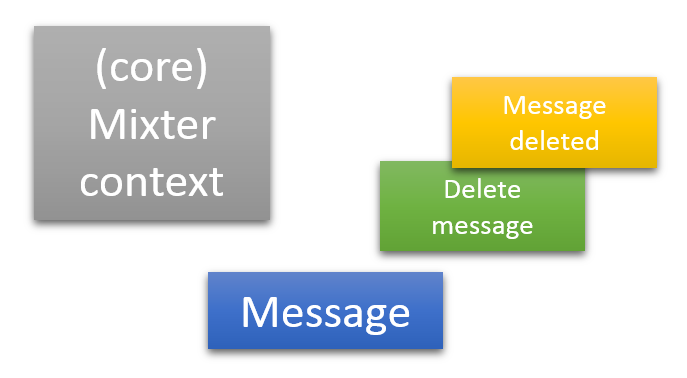 (core)
Mixter
context
Message
deleted
Delete
message
Message